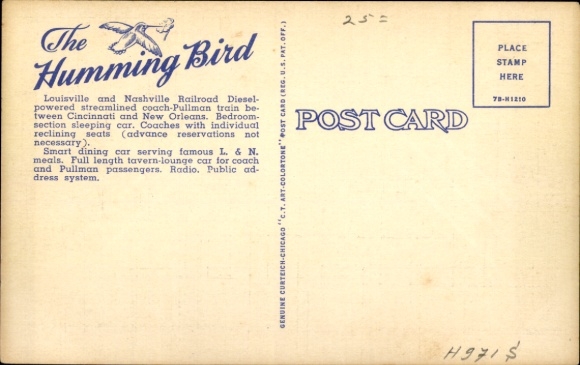 The
Humming Bird
Louisville and Nashville Railroad Diesel-
powered streamlined coach-Pullman train be-
tween Cincinnati and New Orleans. Bedroom-
section sleeping car. Coaches with individual
reclining seats (advance reservations not
necessary).
Smart dining car serving famous L. & N.
meals. Full length tavern-lounge car for coach
and Pullman passengers. Radio. Public ad-
dress system.
GENUINE CURTEICH-CHICAGO "C.T. ART-COLORTONE" POST CARD (REG. U.S. PAT. OFF.)
25=
POST CARD
PLACE
STAMP
HERE
7B-H1210
H971 $